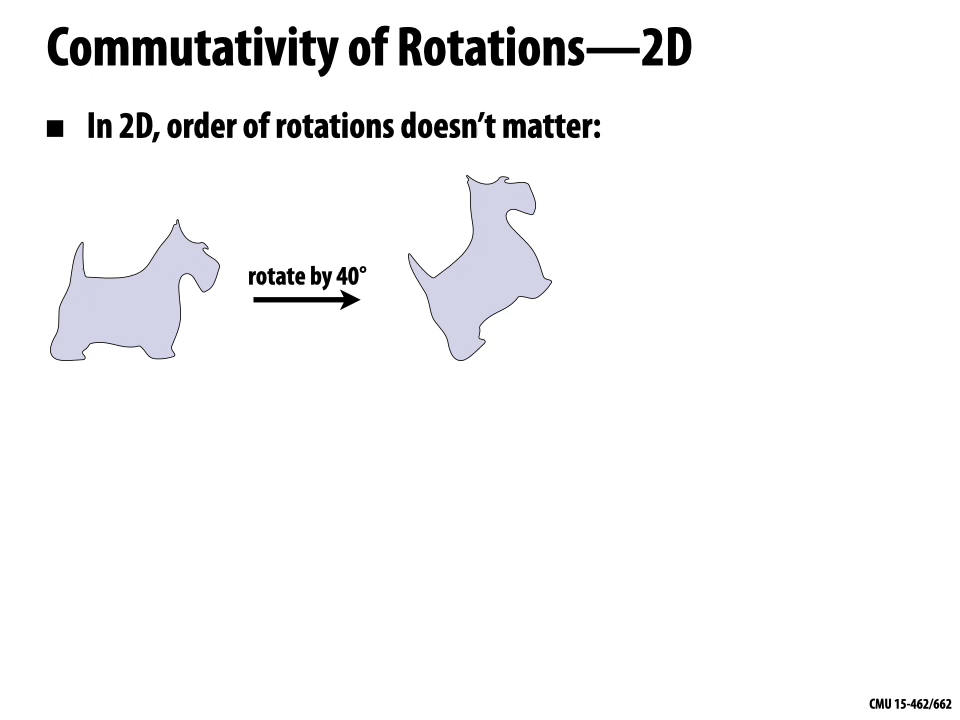 Commutativity of Rotations—2D
■ In 2D, order of rotations doesn’t matter:
rotate by 40°
CMU 15-462/662